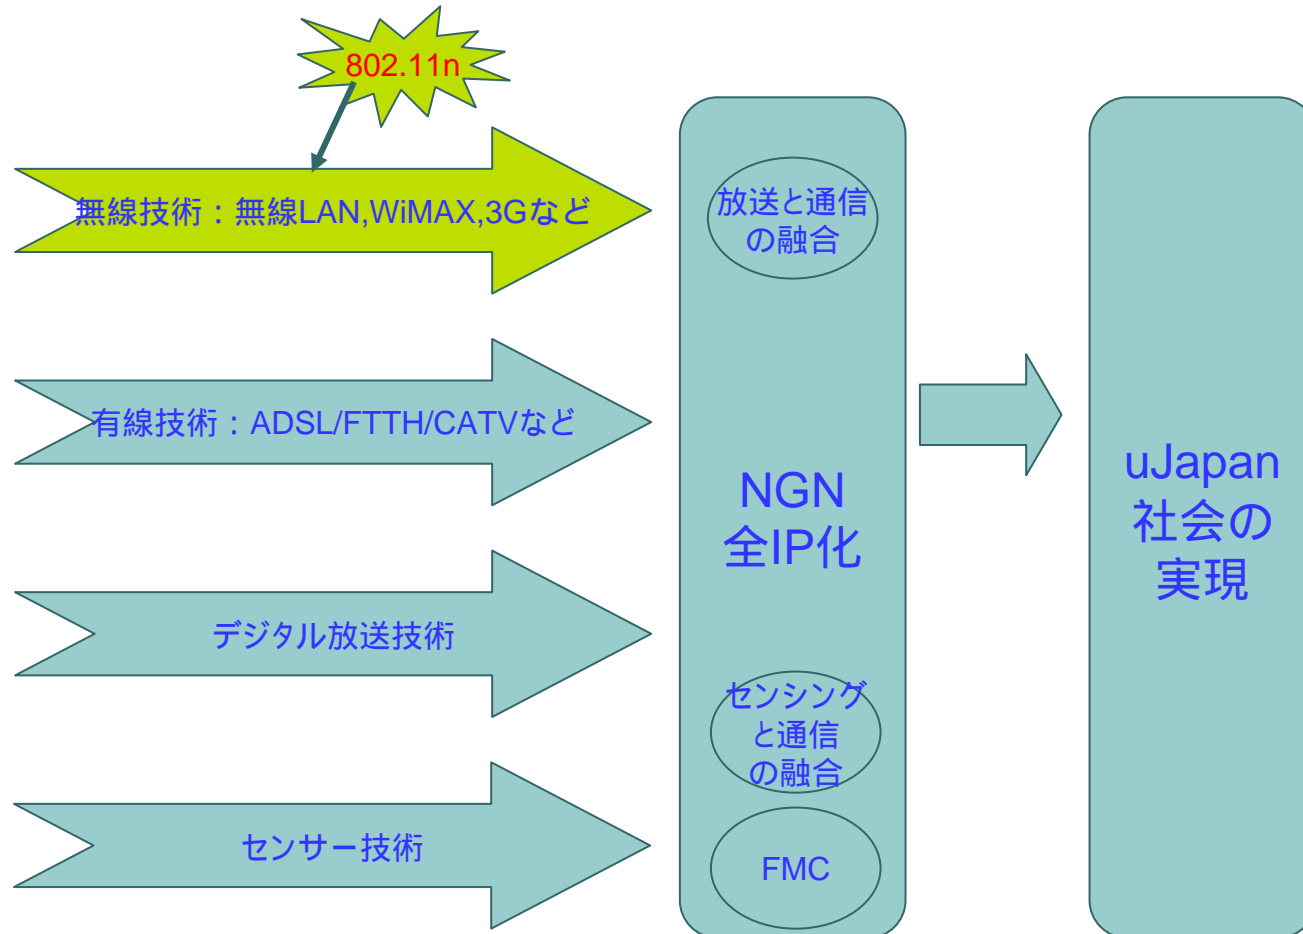 802.11n
無線技術：無線LAN,WiMAX,3Gなど
有線技術：ADSL/FTTH/CATVなど
デジタル放送技術
センサー技術
放送と通信
の融合
NGN
全IP化
センシング
と通信
の融合
FMC
uJapan
社会の
実現